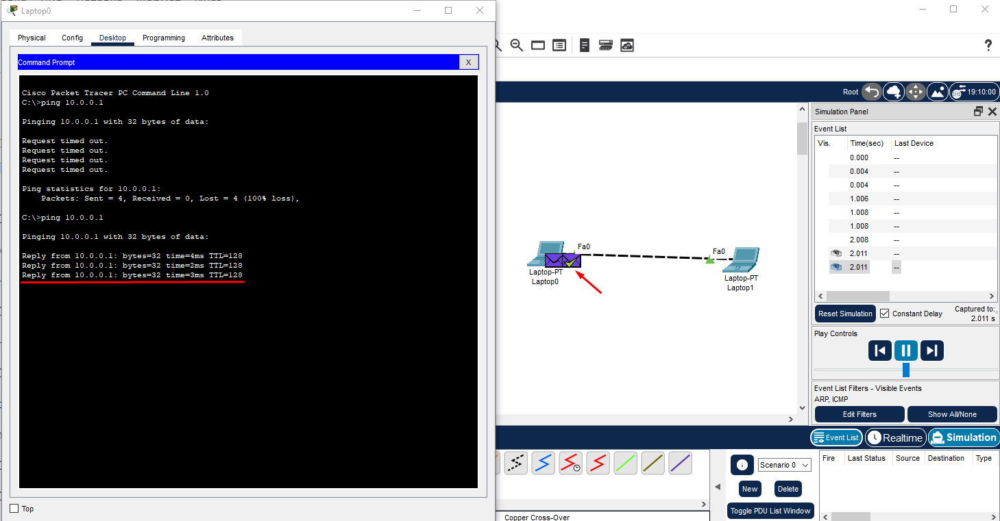 Laptop0
Physical Config Desktop Programming Attributes
Command Prompt X
Cisco Packet Tracer PC Command Line 1.0
C:\>ping 10.0.0.1
Pinging 10.0.0.1 with 32 bytes of data:
Request timed out.
Request timed out.
Request timed out.
Request timed out.
Ping statistics for 10.0.0.1:
Packets: Sent = 4, Received = 0, Lost = 4 (100% loss),
C:\>ping 10.0.0.1
Pinging 10.0.0.1 with 32 bytes of data:
Reply from 10.0.0.1: bytes=32 time=4ms TTL=128
Reply from 10.0.0.1: bytes=32 time=2ms TTL=128
Reply from 10.0.0.1: bytes=32 time=3ms TTL=128
Top
?
Root 19:10:00
Fa0
Laptop-PT
Laptop0
Fa0
Laptop-PT
Laptop1
Simulation Panel
Event List
Vis. Time(sec) Last Device
0.000 --
0.004 --
0.004 --
1.006 --
1.008 --
1.008 --
2.008 --
2.011 --
2.011 --
Reset Simulation Constant Delay
Captured to:
2.011 s
Play Controls
Event List Filters - Visible Events
ARP, ICMP
Edit Filters Show All/None
Event List Realtime Simulation
Scenario 0
New Delete
Toggle PDU List Window
Fire Last Status Source Destination Type
Copper Cross-Over